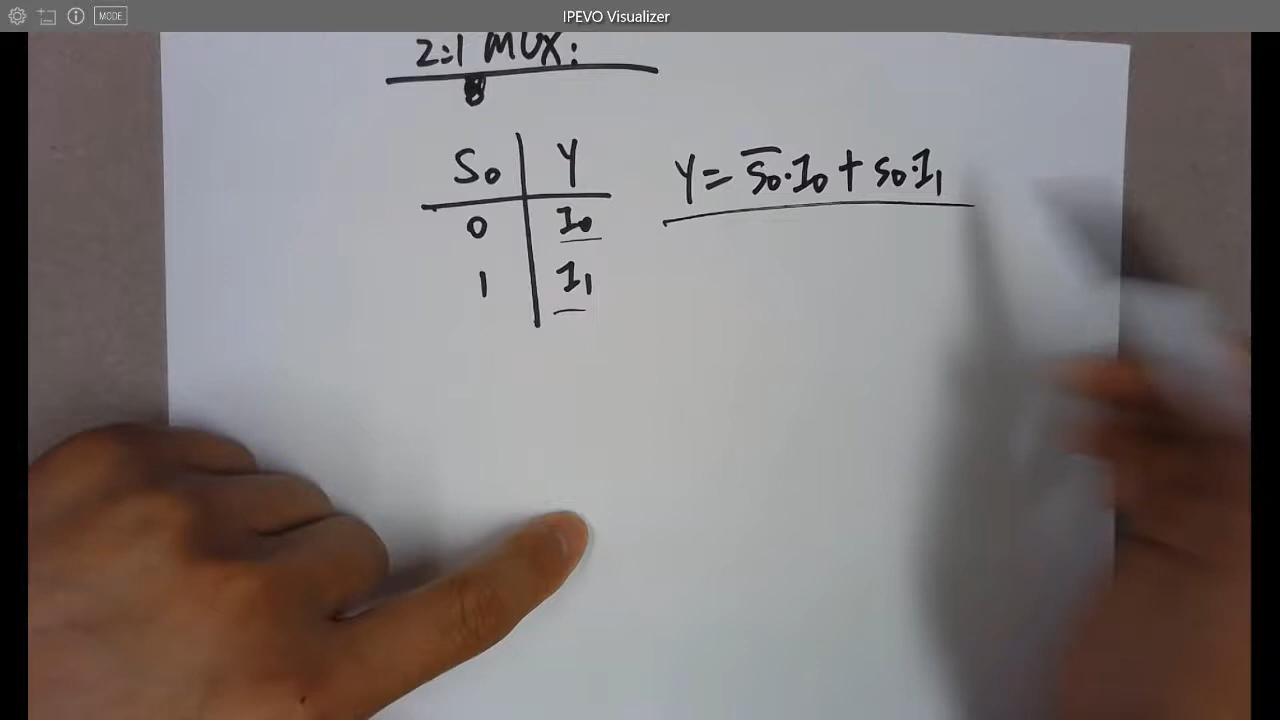 MODE
IPEVO Visualizer
2:1 MUX:
S₀ Y
0 I₀
1 I₁
Y = S̅₀·I₀ + S₀·I₁